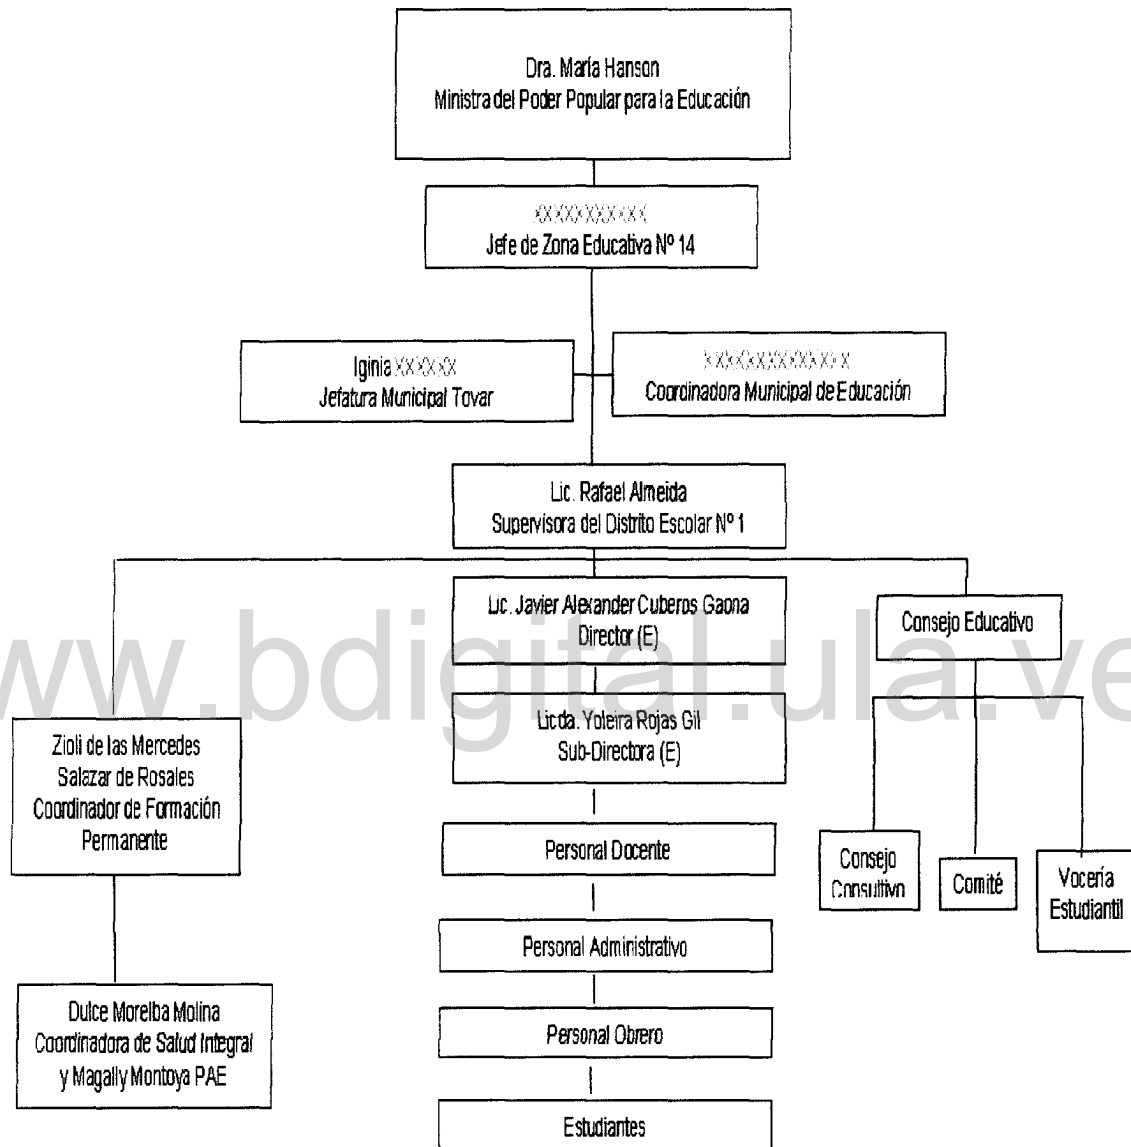 Dra. María Hanson
Ministra del Poder Popular para la Educación
XXXXXXXXXXX
Jefe de Zona Educativa Nº 14
Iginia XXXXXX
Jefatura Municipal Tovar
XXXXXXXXXXXXXX
Coordinadora Municipal de Educación
Lic. Rafael Almeida
Supervisora del Distrito Escolar Nº 1
Lic. Javier Alexander Cuberos Gaona
Director (E)
Consejo Educativo
www.bdigital.ula.ve
Licda. Yoleira Rojas Gil
Sub-Directora (E)
Zioli de las Mercedes
Salazar de Rosales
Coordinador de Formación
Permanente
Personal Docente
Consejo
Consultivo
Comité
Vocería
Estudiantil
Personal Administrativo
Dulce Morelba Molina
Coordinadora de Salud Integral
y Magally Montoya PAE
Personal Obrero
Estudiantes